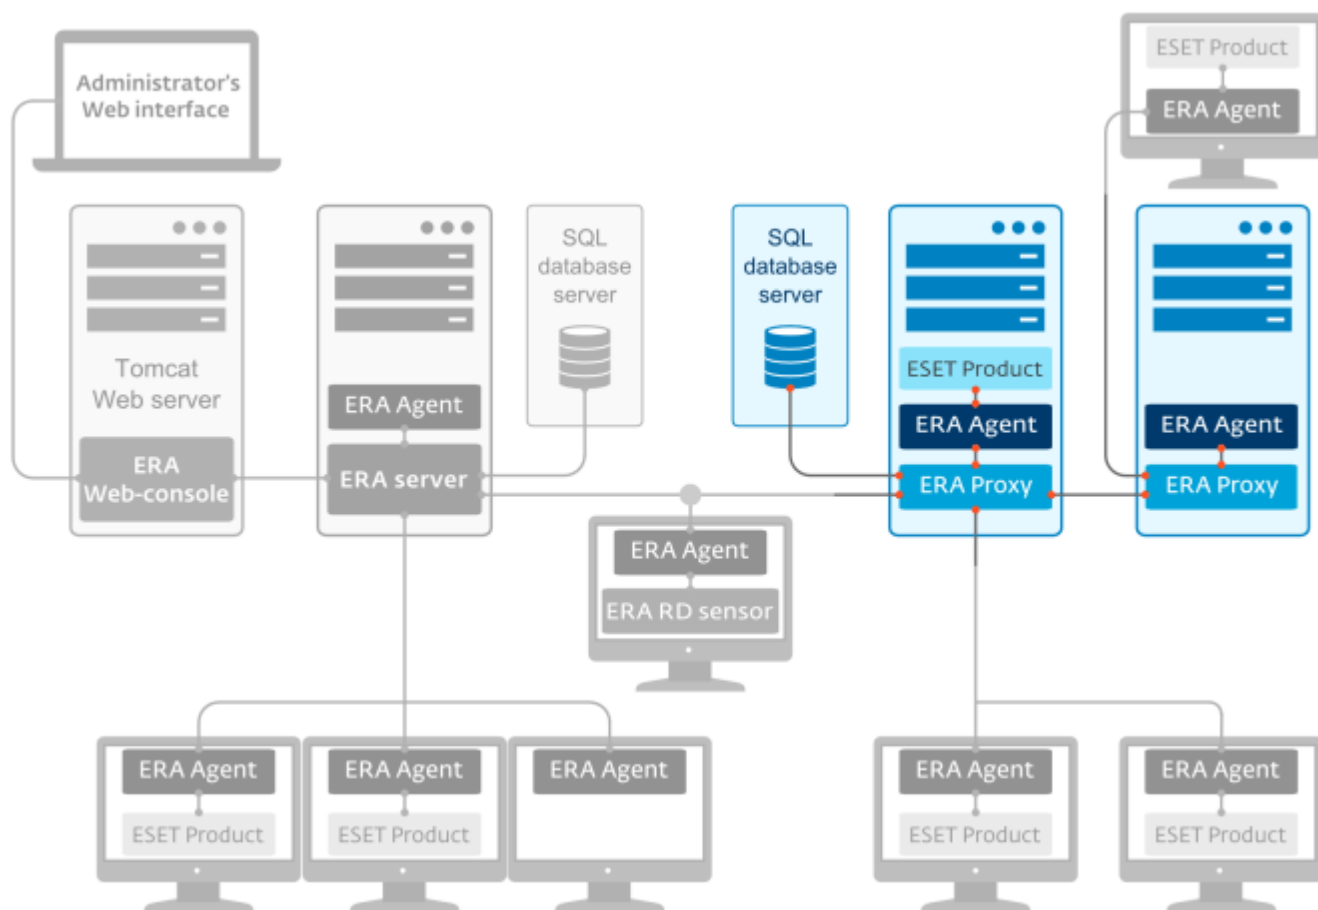 Administrator's
Web interface
ESET Product
ERA Agent
Tomcat
Web server
ERA
Web-console
ERA Agent
ERA server
SQL
database
server
SQL
database
server
ESET Product
ERA Agent
ERA Proxy
ERA Agent
ERA Proxy
ERA Agent
ERA RD sensor
ERA Agent
ESET Product
ERA Agent
ESET Product
ERA Agent
ERA Agent
ESET Product
ERA Agent
ESET Product